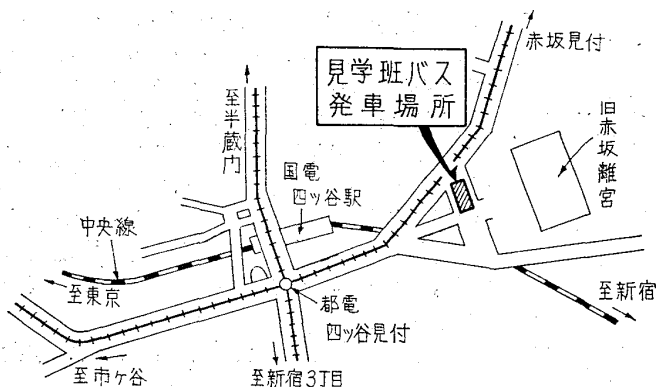 赤坂見付
見学班バス
発車場所
至半蔵門
旧赤坂離宮
国電
四ッ谷駅
中央線
至東京
至新宿
都電
四ッ谷見付
至市ヶ谷
至新宿3丁目